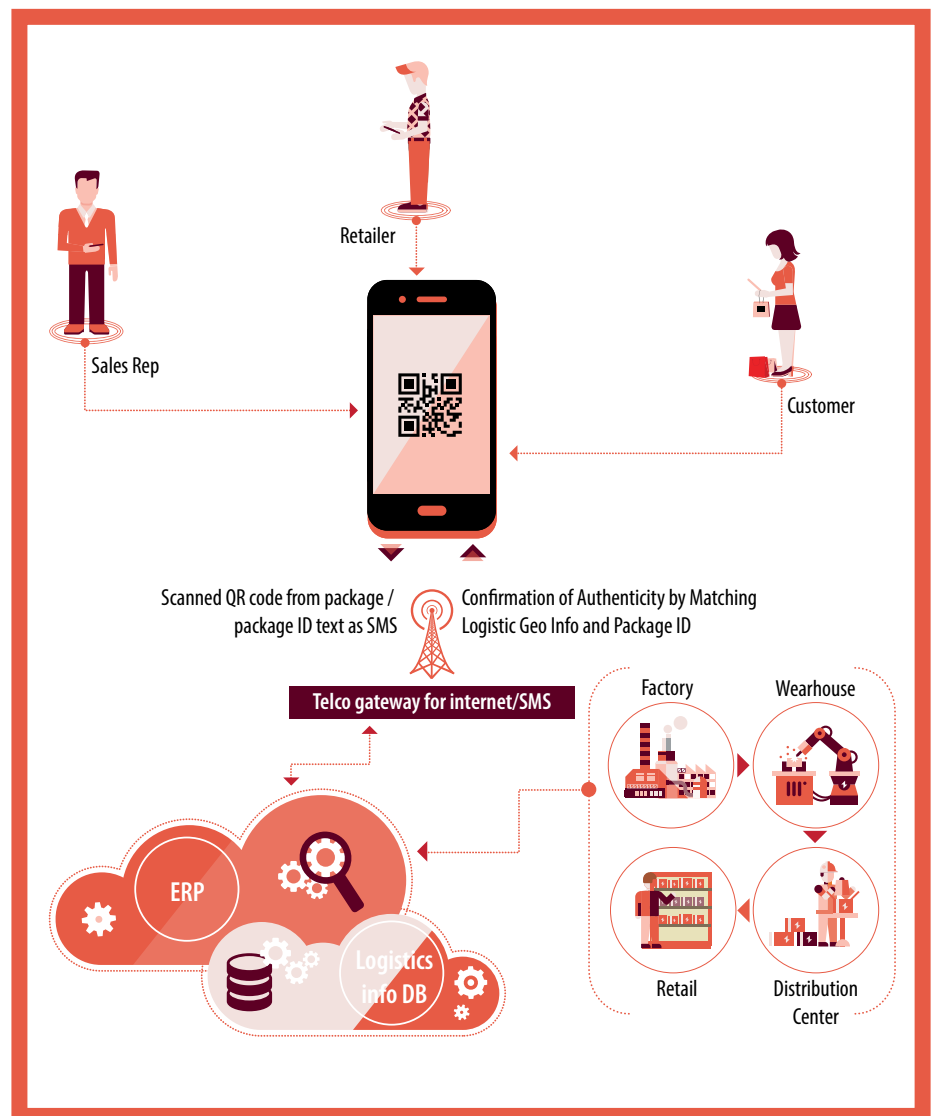 Retailer
Sales Rep
Customer
Scanned QR code from package /
package ID text as SMS
Confirmation of Authenticity by Matching
Logistic Geo Info and Package ID
Telco gateway for internet/SMS
Factory
Wearhouse
ERP
Logistics
info DB
Retail
Distribution
Center